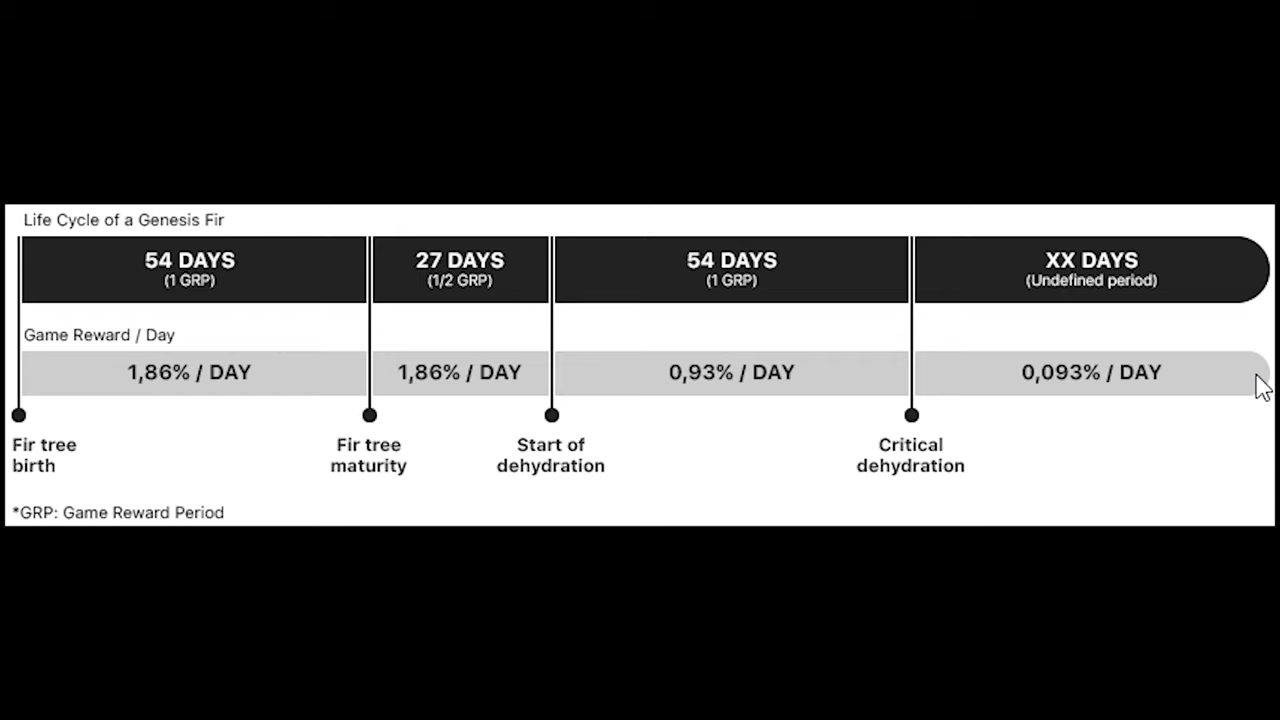 Life Cycle of a Genesis Fir
54 DAYS
(1 GRP)
27 DAYS
(1/2 GRP)
54 DAYS
(1 GRP)
XX DAYS
(Undefined period)
Game Reward / Day
1,86% / DAY
1,86% / DAY
0,93% / DAY
0,093% / DAY
Fir tree
birth
Fir tree
maturity
Start of
dehydration
Critical
dehydration
*GRP: Game Reward Period